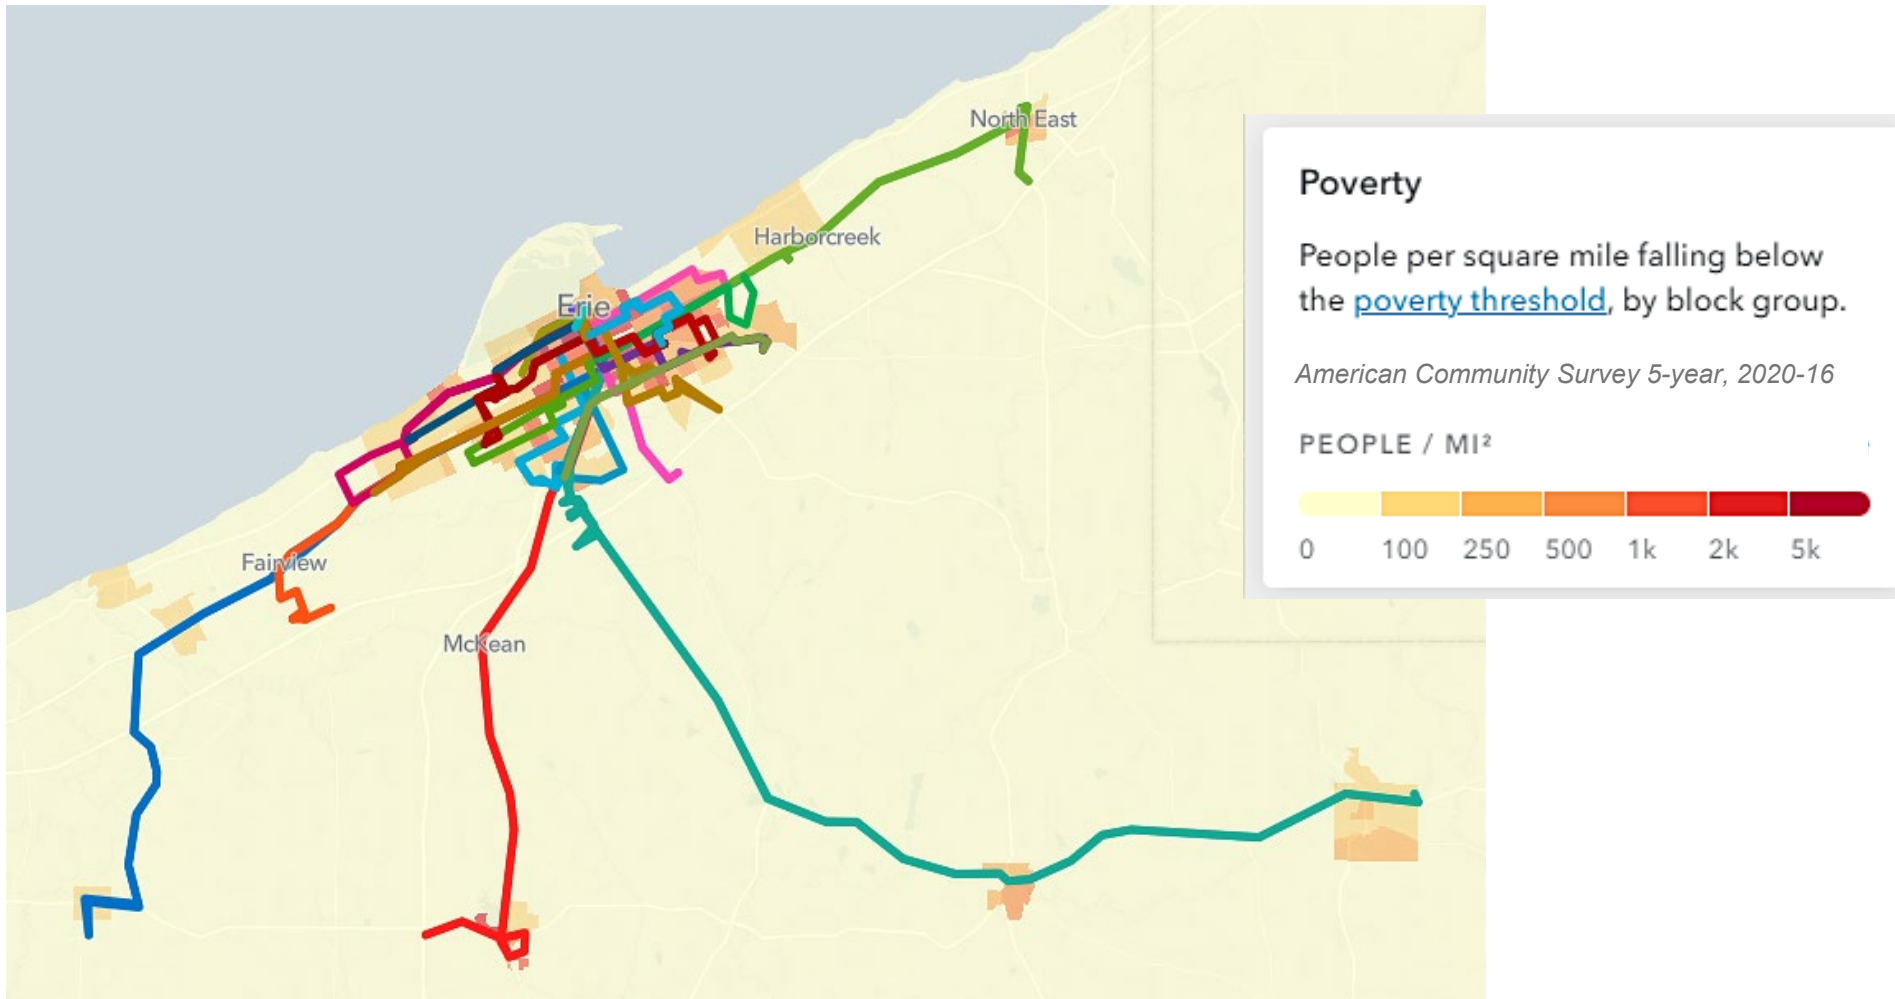 North East
Harborcreek
Erie
Fairview
McKean
Poverty
People per square mile falling below
the poverty threshold, by block group.
American Community Survey 5-year, 2020-16
PEOPLE / MI²
0 100 250 500 1k 2k 5k